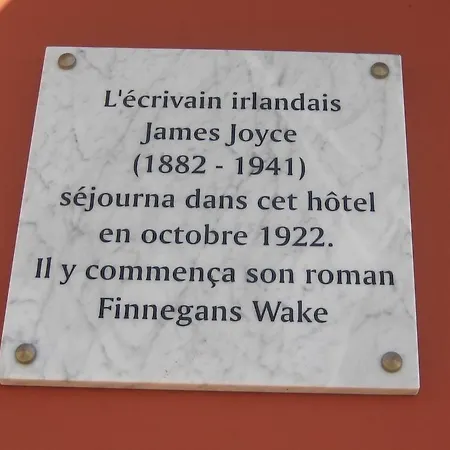 L'écrivain irlandais
James Joyce
(1882 - 1941)
séjourna dans cet hôtel
en octobre 1922.
Il y commença son roman
Finnegans Wake